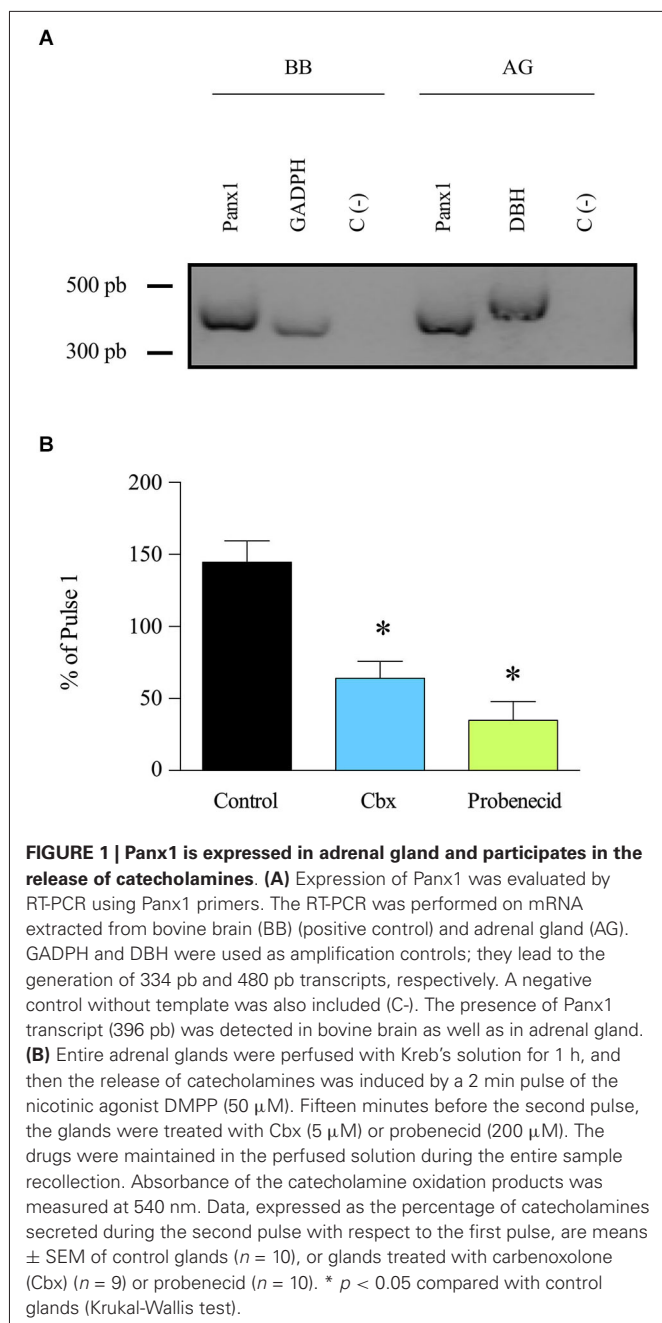 A
BB AG
Panx1 GADPH C (-) Panx1 DBH C (-)
500 pb
300 pb
B
200
150
100
50
0
% of Pulse 1
*
*
Control Cbx Probenecid
FIGURE 1 | Panx1 is expressed in adrenal gland and participates in the
release of catecholamines. (A) Expression of Panx1 was evaluated by
RT-PCR using Panx1 primers. The RT-PCR was performed on mRNA
extracted from bovine brain (BB) (positive control) and adrenal gland (AG).
GADPH and DBH were used as amplification controls; they lead to the
generation of 334 pb and 480 pb transcripts, respectively. A negative
control without template was also included (C-). The presence of Panx1
transcript (396 pb) was detected in bovine brain as well as in adrenal gland.
(B) Entire adrenal glands were perfused with Kreb's solution for 1 h, and
then the release of catecholamines was induced by a 2 min pulse of the
nicotinic agonist DMPP (50 μM). Fifteen minutes before the second pulse,
the glands were treated with Cbx (5 μM) or probenecid (200 μM). The
drugs were maintained in the perfused solution during the entire sample
recollection. Absorbance of the catecholamine oxidation products was
measured at 540 nm. Data, expressed as the percentage of catecholamines
secreted during the second pulse with respect to the first pulse, are means
± SEM of control glands (n = 10), or glands treated with carbenoxolone
(Cbx) (n = 9) or probenecid (n = 10). * p < 0.05 compared with control
glands (Krukal-Wallis test).